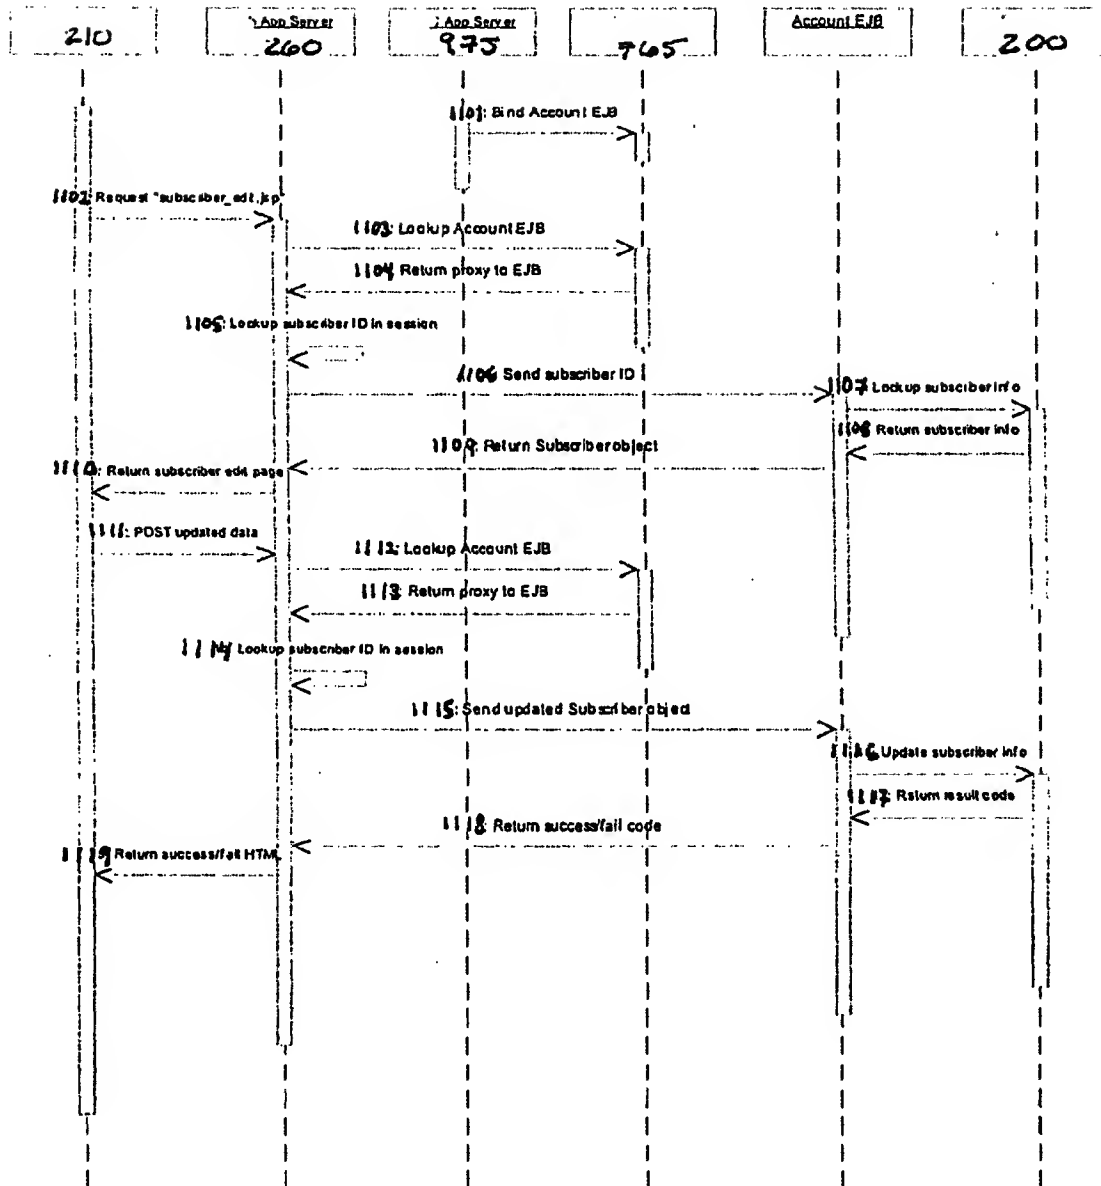 App Server
App Server
Account EJB
210
260
975
765
200
1101: Bind Account EJB
1102: Request "subscriber_edit.jsp"
1103: Lookup Account EJB
1104 Return proxy to EJB
1105: Lookup subscriber ID in session
1106 Send subscriber ID
1107 Lookup subscriber info
1108 Return subscriber info
1109: Return Subscriber object
1110: Return subscriber edit page
1111: POST updated data
1112: Lookup Account EJB
1113 Return proxy to EJB
1114 Lookup subscriber ID in session
1115: Send updated Subscriber object
1116 Update subscriber info
1117 Return result code
1118: Return success/fail code
1119 Return success/fail HTML